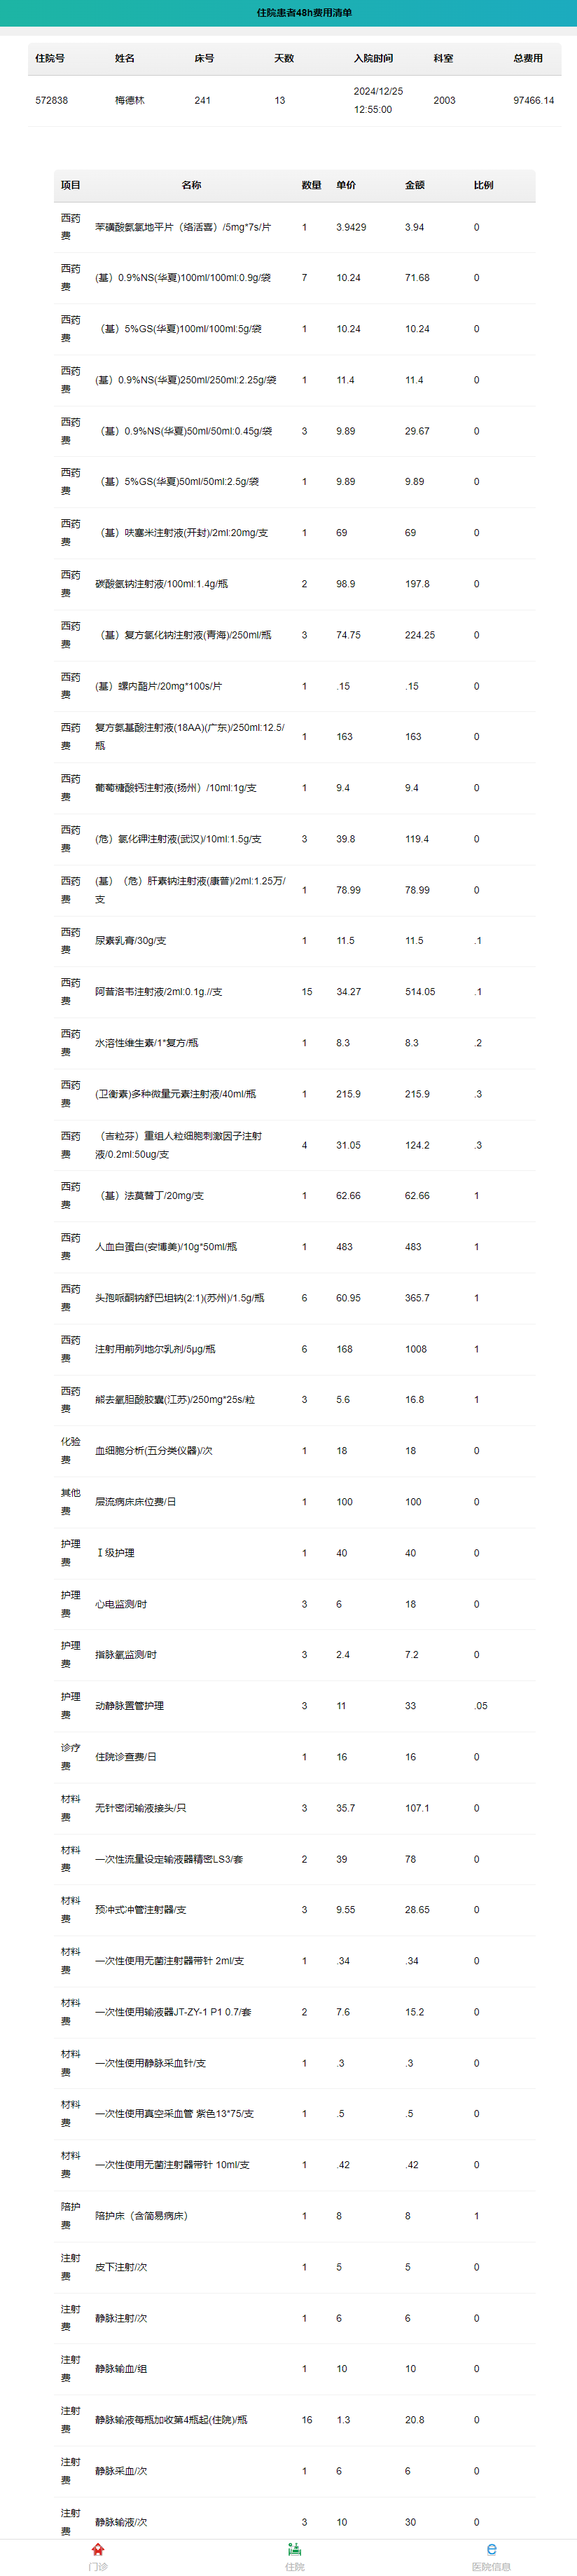 住院患者48h费用清单
住院号 姓名 床号 天数 入院时间 科室 总费用
572838 梅德林 241 13 2024/12/25 12:55:00 2003 97466.14
项目 名称 数量 单价 金额 比例
西药费 苯磺酸氨氯地平片（络活喜）/5mg*7s/片 1 3.9429 3.94 0
西药费 (基）0.9%NS(华夏)100ml/100ml:0.9g/袋 7 10.24 71.68 0
西药费 （基）5%GS(华夏)100ml/100ml:5g/袋 1 10.24 10.24 0
西药费 (基）0.9%NS(华夏)250ml/250ml:2.25g/袋 1 11.4 11.4 0
西药费 （基）0.9%NS(华夏)50ml/50ml:0.45g/袋 3 9.89 29.67 0
西药费 （基）5%GS(华夏)50ml/50ml:2.5g/袋 1 9.89 9.89 0
西药费 （基）呋塞米注射液(开封)/2ml:20mg/支 1 69 69 0
西药费 碳酸氢钠注射液/100ml:1.4g/瓶 2 98.9 197.8 0
西药费 （基）复方氯化钠注射液(青海)/250ml/瓶 3 74.75 224.25 0
西药费 (基）螺内酯片/20mg*100s/片 1 .15 .15 0
西药费 复方氨基酸注射液(18AA)(广东)/250ml:12.5/瓶 1 163 163 0
西药费 葡萄糖酸钙注射液(扬州）/10ml:1g/支 1 9.4 9.4 0
西药费 (危）氯化钾注射液(武汉)/10ml:1.5g/支 3 39.8 119.4 0
西药费 (基）（危）肝素钠注射液(康普)/2ml:1.25万/支 1 78.99 78.99 0
西药费 尿素乳膏/30g/支 1 11.5 11.5 .1
西药费 阿昔洛韦注射液/2ml:0.1g.//支 15 34.27 514.05 .1
西药费 水溶性维生素/1*复方/瓶 1 8.3 8.3 .2
西药费 (卫衡素)多种微量元素注射液/40ml/瓶 1 215.9 215.9 .3
西药费 （吉粒芬）重组人粒细胞刺激因子注射液/0.2ml:50ug/支 4 31.05 124.2 .3
西药费 （基）法莫替丁/20mg/支 1 62.66 62.66 1
西药费 人血白蛋白(安博美)/10g*50ml/瓶 1 483 483 1
西药费 头孢哌酮钠舒巴坦钠(2:1)(苏州)/1.5g/瓶 6 60.95 365.7 1
西药费 注射用前列地尔乳剂/5μg/瓶 6 168 1008 1
西药费 熊去氧胆酸胶囊(江苏)/250mg*25s/粒 3 5.6 16.8 1
化验费 血细胞分析(五分类仪器)/次 1 18 18 0
其他费 层流病床床位费/日 1 100 100 0
护理费 Ⅰ级护理 1 40 40 0
护理费 心电监测/时 3 6 18 0
护理费 指脉氧监测/时 3 2.4 7.2 0
护理费 动静脉置管护理 3 11 33 .05
诊疗费 住院诊查费/日 1 16 16 0
材料费 无针密闭输液接头/只 3 35.7 107.1 0
材料费 一次性流量设定输液器精密LS3/套 2 39 78 0
材料费 预冲式冲管注射器/支 3 9.55 28.65 0
材料费 一次性使用无菌注射器带针 2ml/支 1 .34 .34 0
材料费 一次性使用输液器JT-ZY-1 P1 0.7/套 2 7.6 15.2 0
材料费 一次性使用静脉采血针/支 1 .3 .3 0
材料费 一次性使用真空采血管 紫色13*75/支 1 .5 .5 0
材料费 一次性使用无菌注射器带针 10ml/支 1 .42 .42 0
陪护费 陪护床（含简易病床） 1 8 8 1
注射费 皮下注射/次 1 5 5 0
注射费 静脉注射/次 1 6 6 0
注射费 静脉输血/组 1 10 10 0
注射费 静脉输液每瓶加收第4瓶起(住院)/瓶 16 1.3 20.8 0
注射费 静脉采血/次 1 6 6 0
注射费 静脉输液/次 3 10 30 0
门诊 住院 医院信息